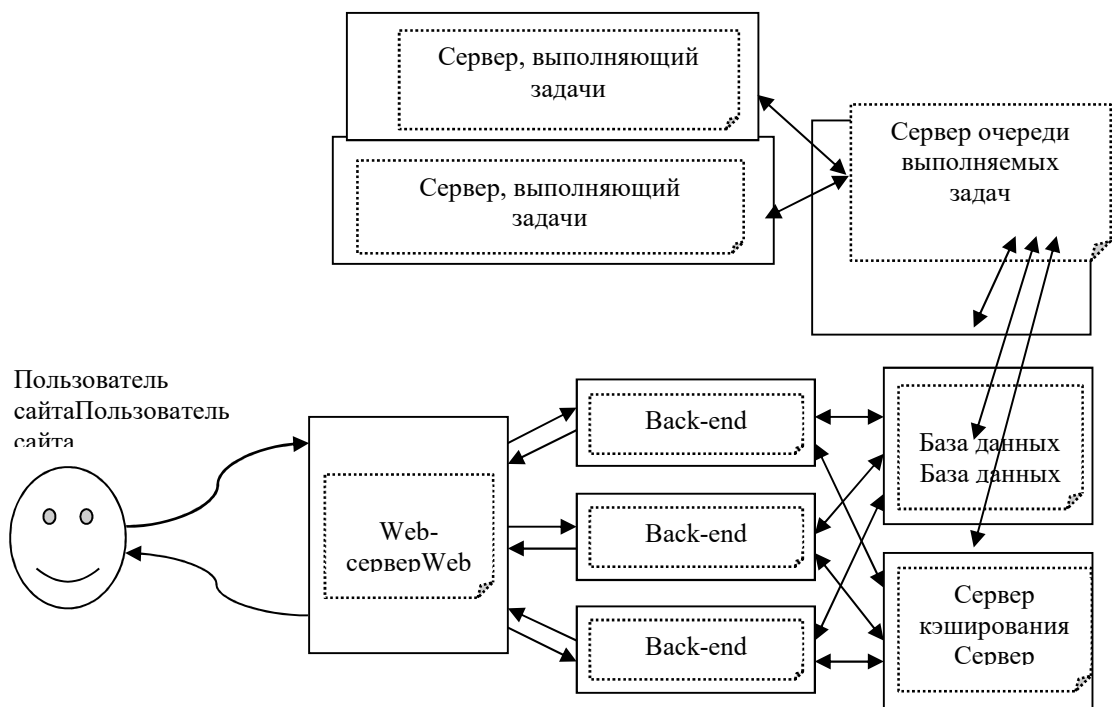 Сервер, выполняющий
задачи
Сервер, выполняющий
задачи
Сервер очереди
выполняемых
задач
Пользователь
сайтаПользователь
сайта
Web-
серверWeb
Back-end
Back-end
Back-end
База данных
База данных
Сервер
кэширования
Сервер